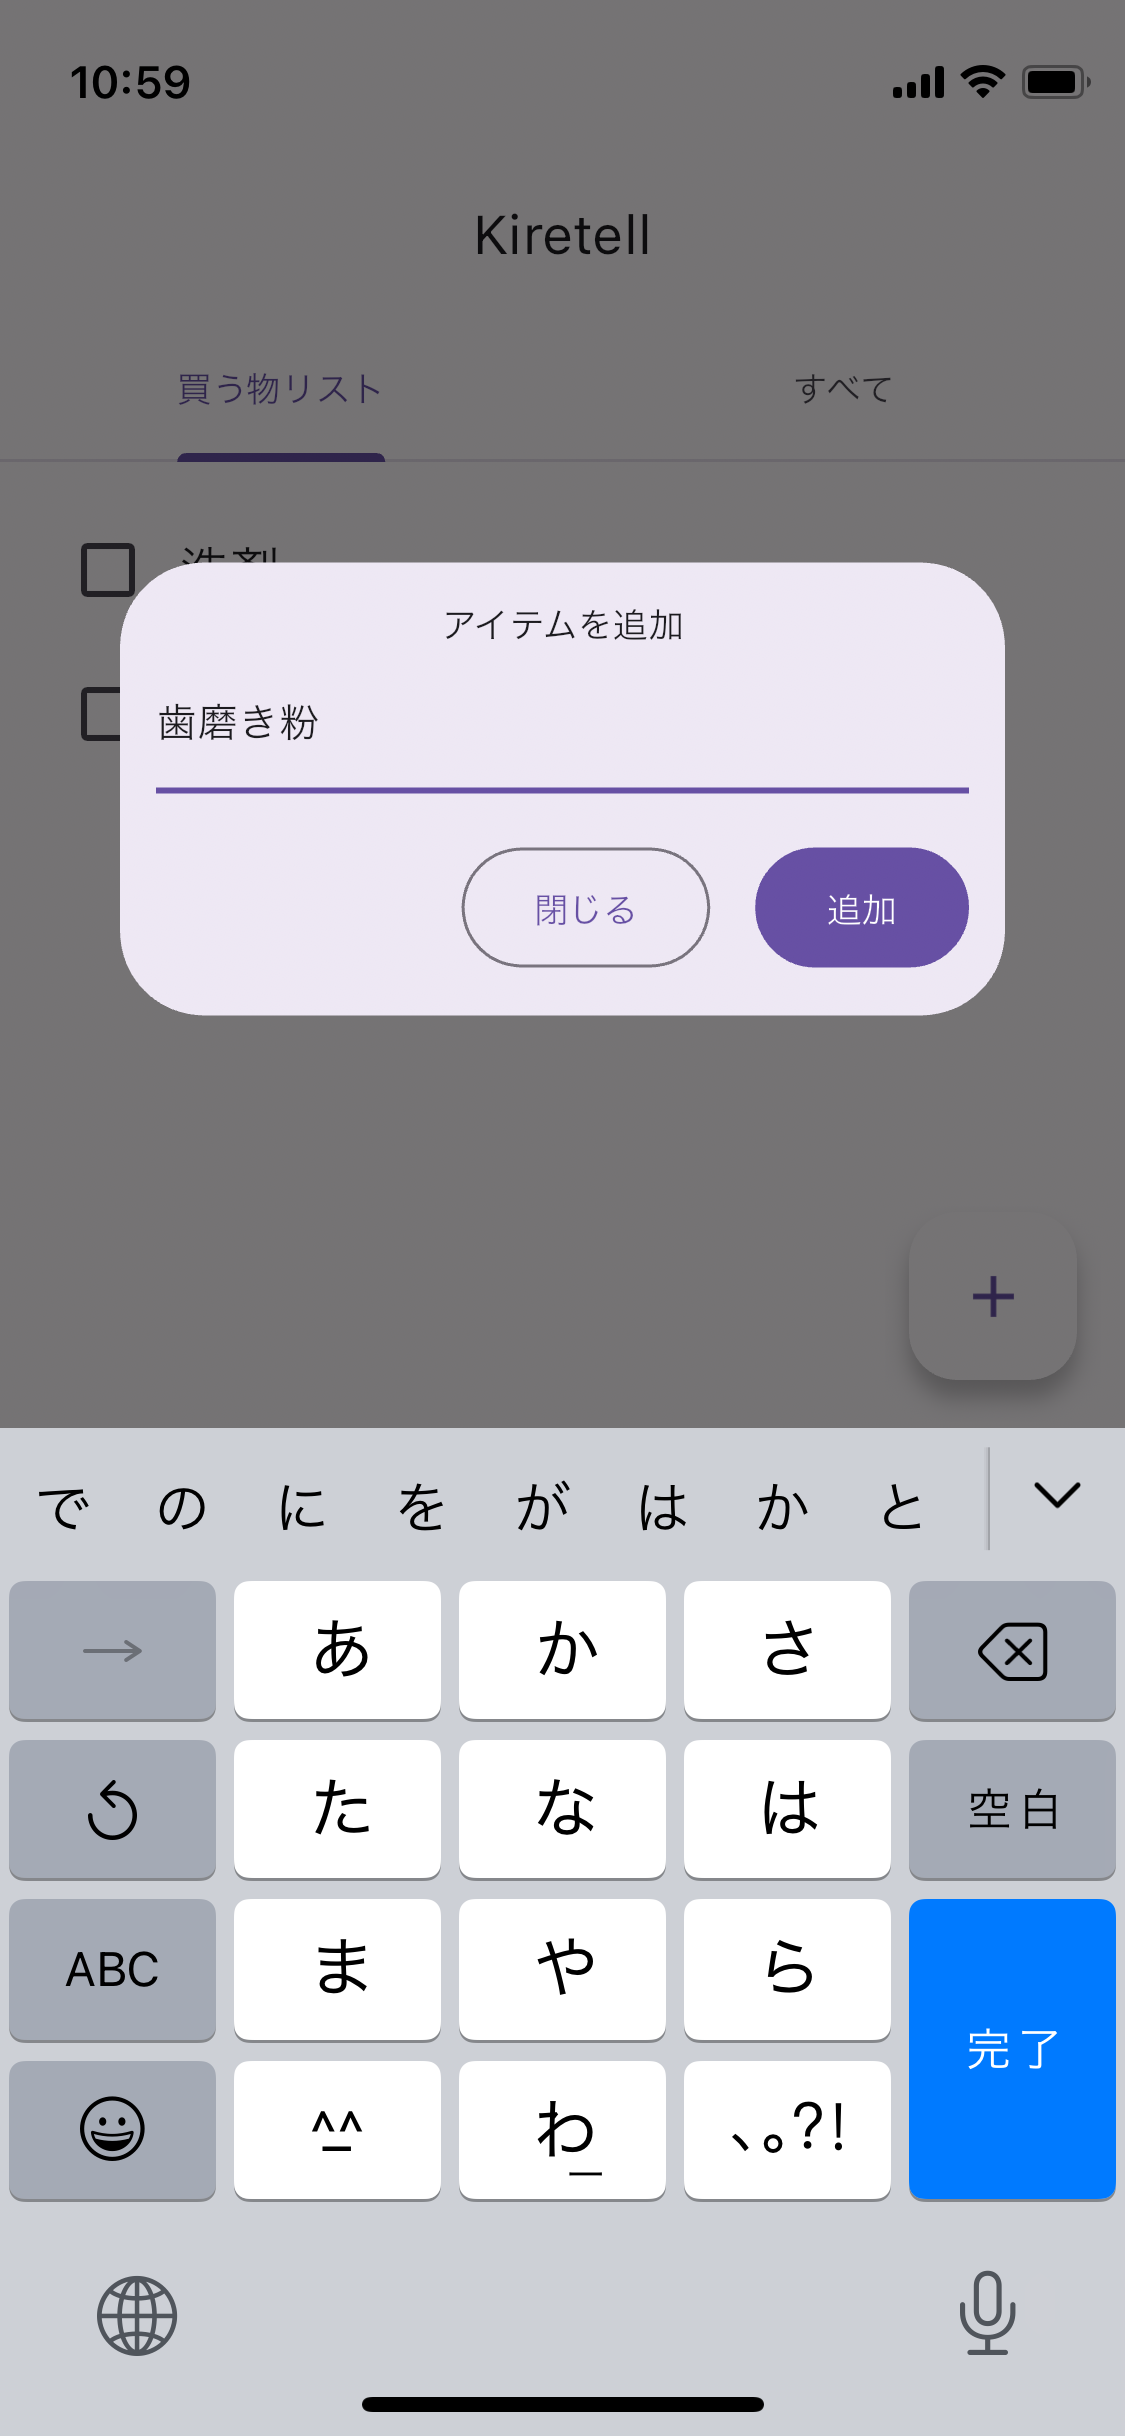 10:59
Kiretell
買う物リスト
すべて
アイテムを追加
歯磨き粉
閉じる
追加
で の に を が は か と
あ か さ
た な は 空白
ABC ま や ら
完了
^_^ わ_ 、。?!